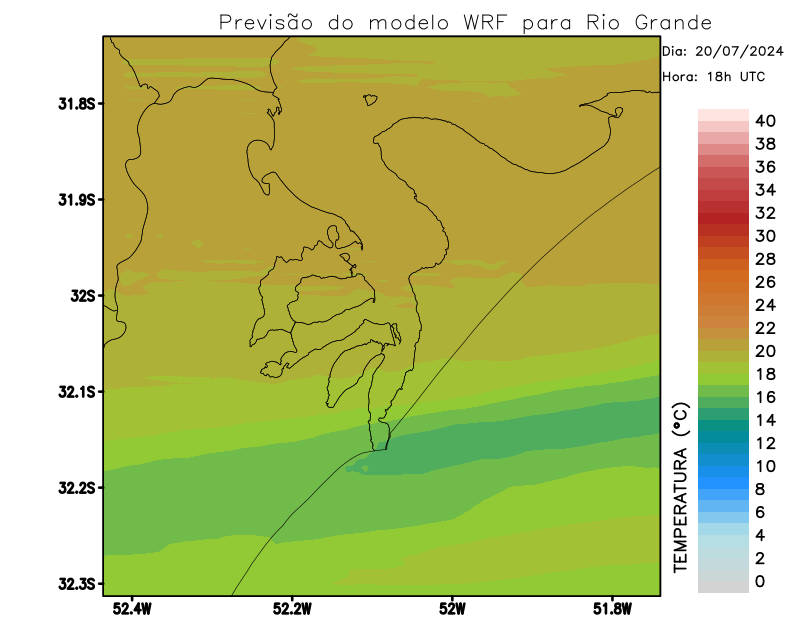 Previsão do modelo WRF para Rio Grande
Dia: 20/07/2024
Hora: 18h UTC
31.8S
31.9S
32S
32.1S
32.2S
32.3S
52.4W
52.2W
52W
51.8W
TEMPERATURA (°C)
40
38
36
34
32
30
28
26
24
22
20
18
16
14
12
10
8
6
4
2
0